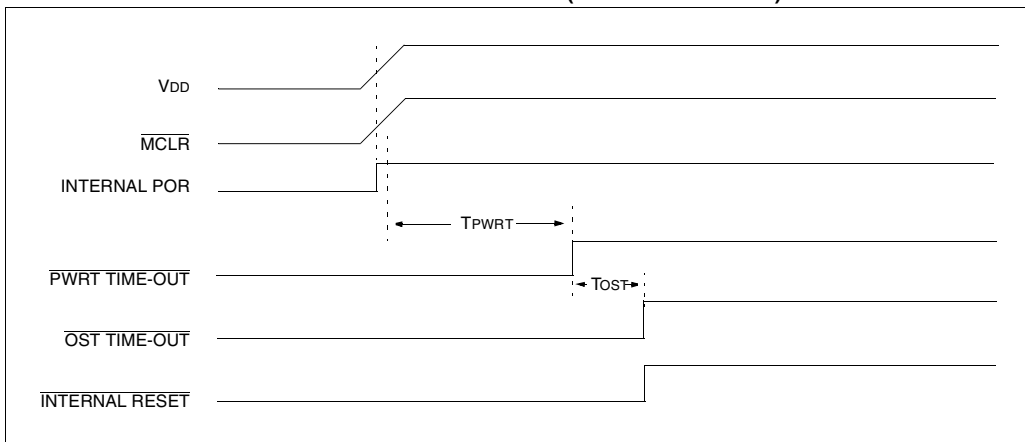 VDD
MCLR
INTERNAL POR
TPWRT
PWRT TIME-OUT
TOST
OST TIME-OUT
INTERNAL RESET